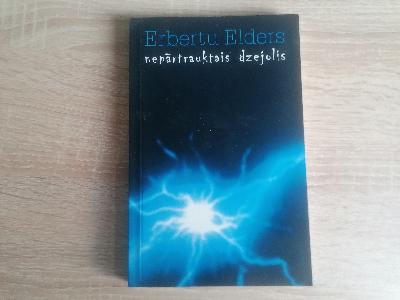 Erbertu Elders
nepārtrauktais dzejolis